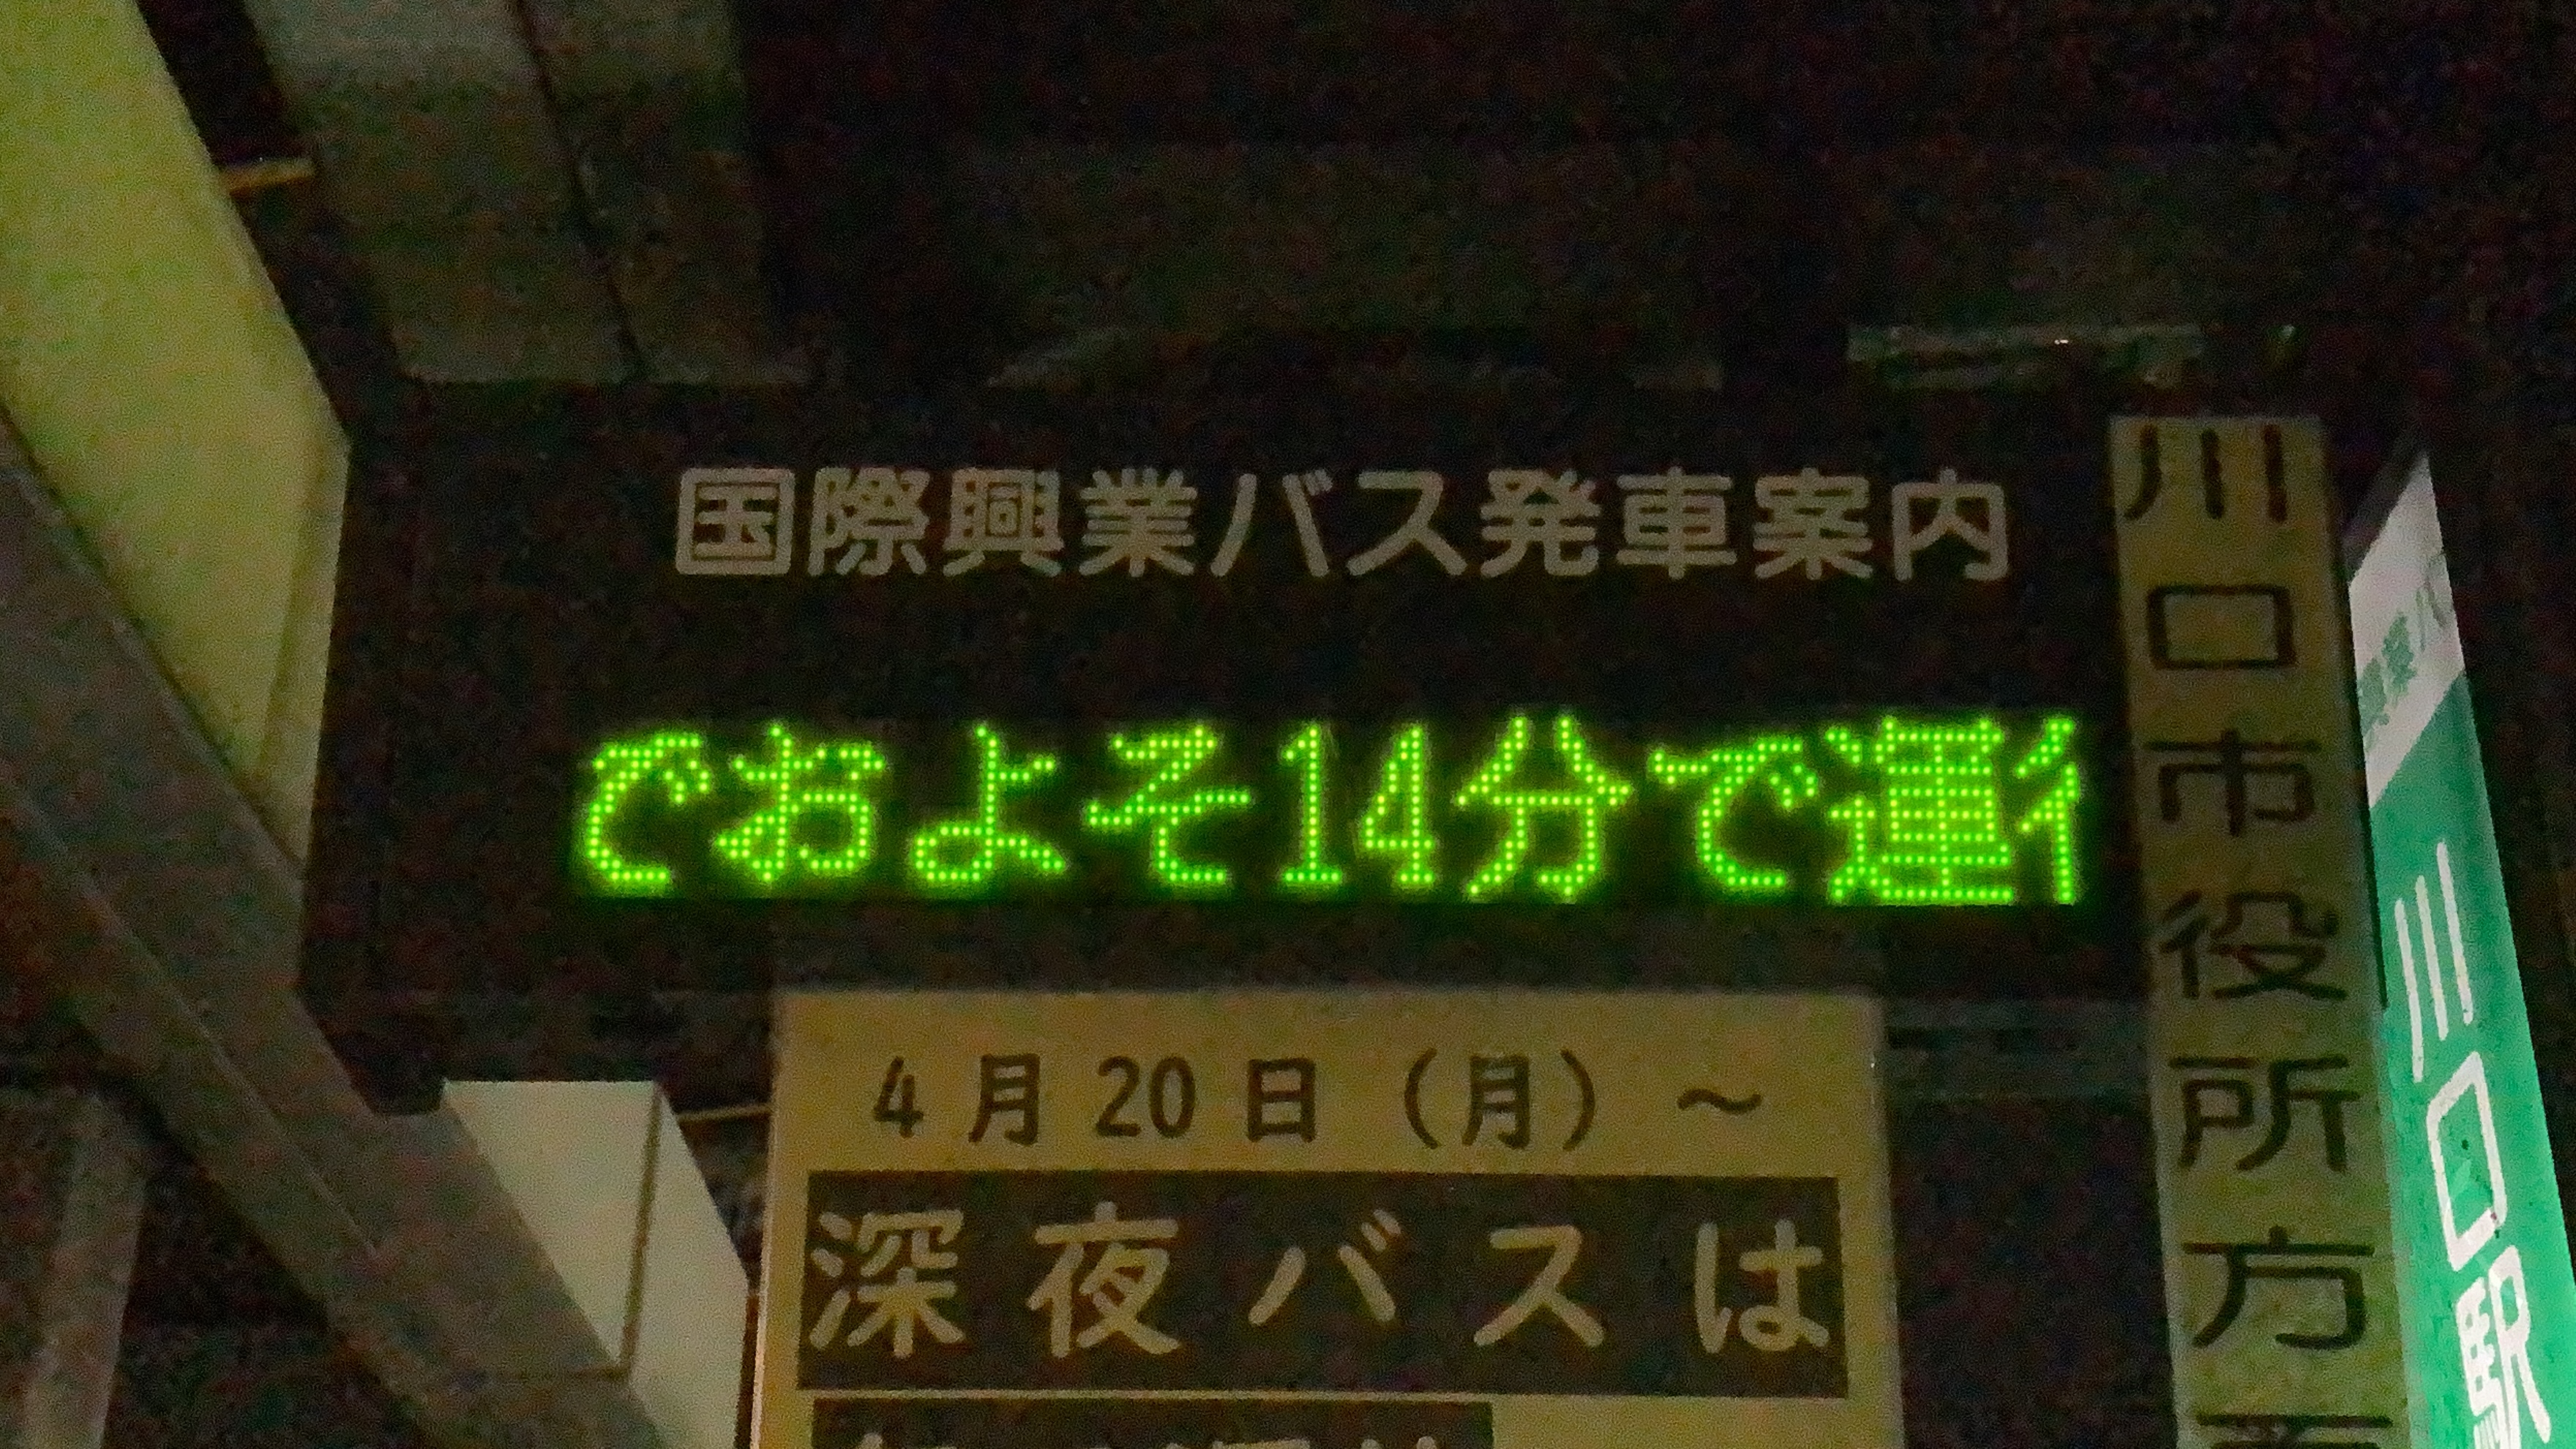 国際興業バス発車案内
でおよそ14分で運行
4月20日(月)~
深夜バスは
川口市役所方面
川口駅